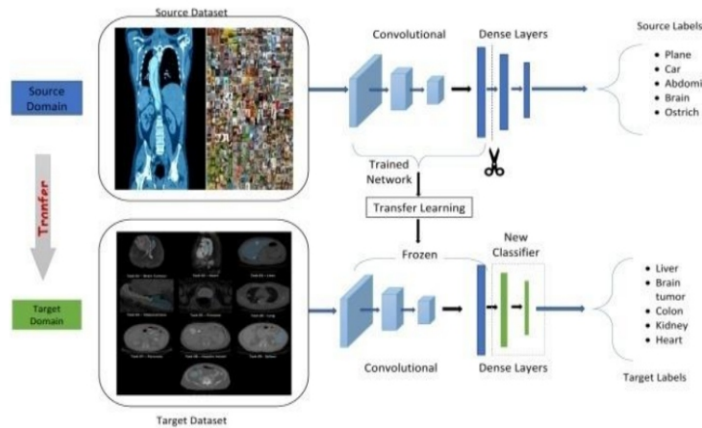 Source Dataset
Source Labels
Convolutional
Dense Layers
Plane
Car
Abdomi
Brain
Ostrich
Source
Domain
Trained
Network
Tronfer
Transfer Learning
New
Classifier
Frozen
Target
Domain
Liver
Brain
tumor
Colon
Kidney
Heart
Convolutional
Dense Layers
Target Labels
Target Dataset